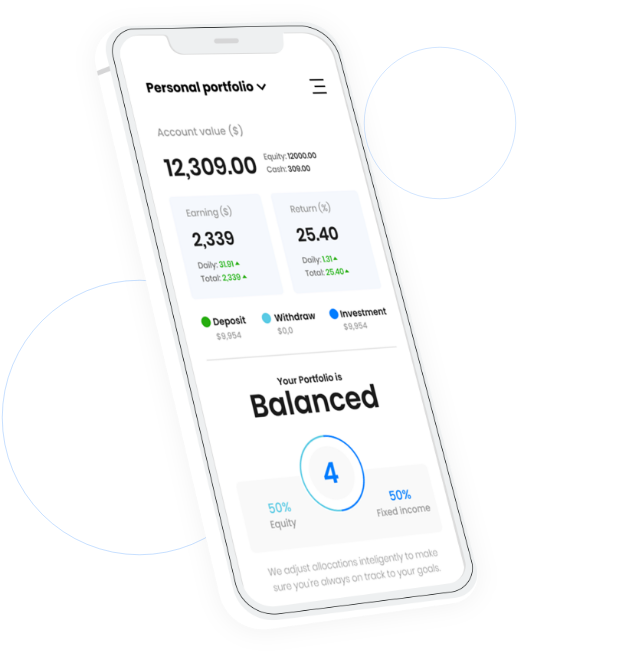 Personal portfolio
Account value ($)
12,309.00
Equity: 12000.00
Cash: 309.00
Earning ($)
2,339
Daily: 31.91
Total: 2,339
Return (%)
25.40
Daily: 1.31
Total: 25.40
Deposit
$9,954
Withdraw
$0,0
Investment
$9,954
Your Portfolio is
Balanced
4
50%
Equity
50%
Fixed income
We adjust allocations inteligently to make
sure you're always on track to your goals.